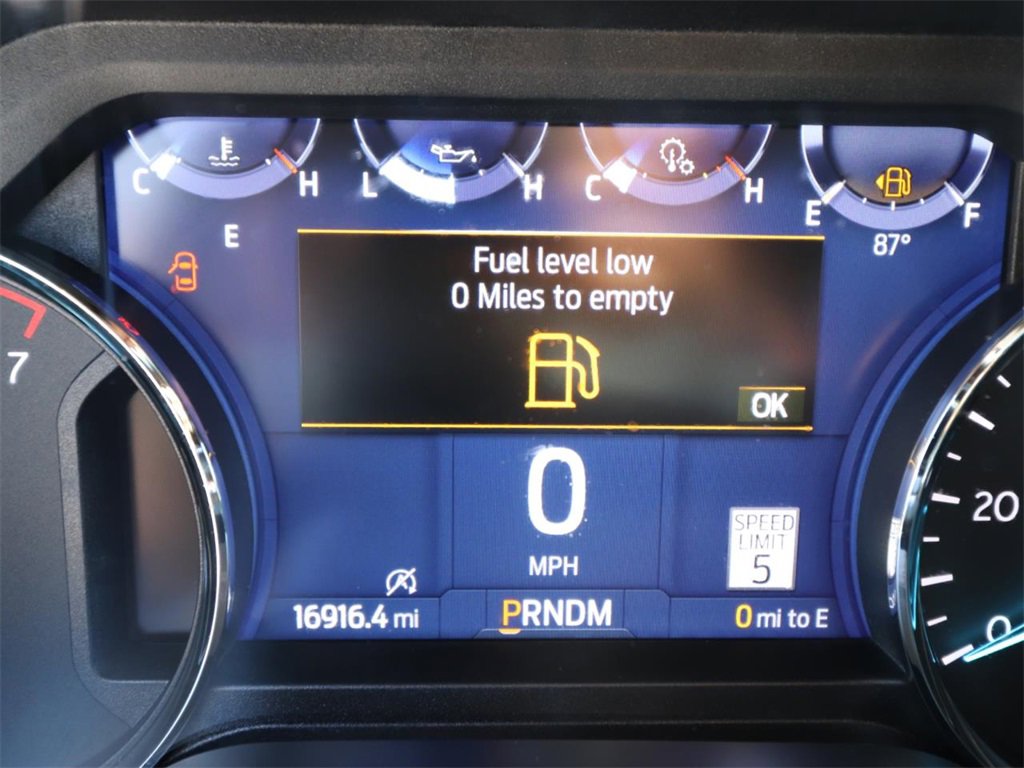 C H L H C H E F
E
87°
Fuel level low
0 Miles to empty
OK
7
0
MPH
SPEED
LIMIT
5
20
16916.4 mi
PRNDM
0 mi to E
0